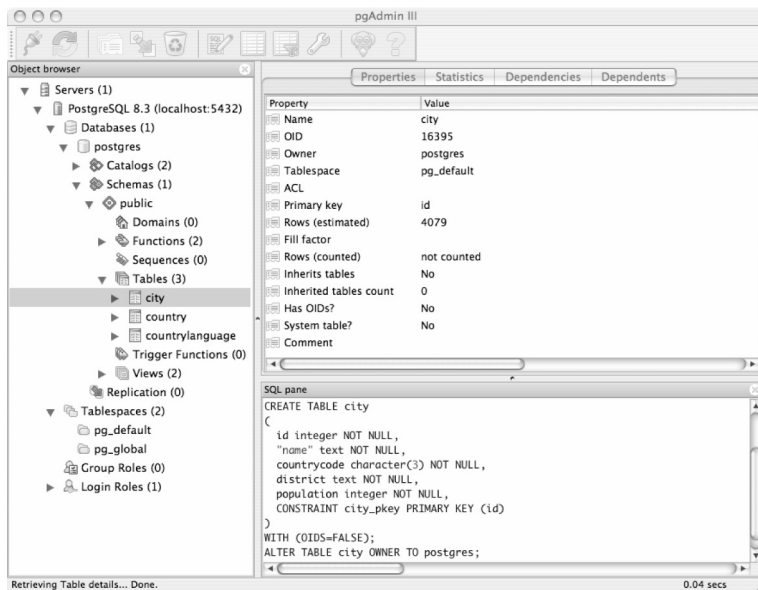 pgAdmin III
Object browser
Servers (1)
PostgreSQL 8.3 (localhost:5432)
Databases (1)
postgres
Catalogs (2)
Schemas (1)
public
Domains (0)
Functions (2)
Sequences (0)
Tables (3)
city
country
countrylanguage
Trigger Functions (0)
Views (2)
Replication (0)
Tablespaces (2)
pg_default
pg_global
Group Roles (0)
Login Roles (1)
Properties Statistics Dependencies Dependents
Property Value
Name city
OID 16395
Owner postgres
Tablespace pg_default
ACL
Primary key id
Rows (estimated) 4079
Fill factor
Rows (counted) not counted
Inherits tables No
Inherited tables count 0
Has OIDs? No
System table? No
Comment
SQL pane
CREATE TABLE city
(
id integer NOT NULL,
"name" text NOT NULL,
countrycode character(3) NOT NULL,
district text NOT NULL,
population integer NOT NULL,
CONSTRAINT city_pkey PRIMARY KEY (id)
)
WITH (OIDS=FALSE);
ALTER TABLE city OWNER TO postgres;
Retrieving Table details... Done. 0.04 secs